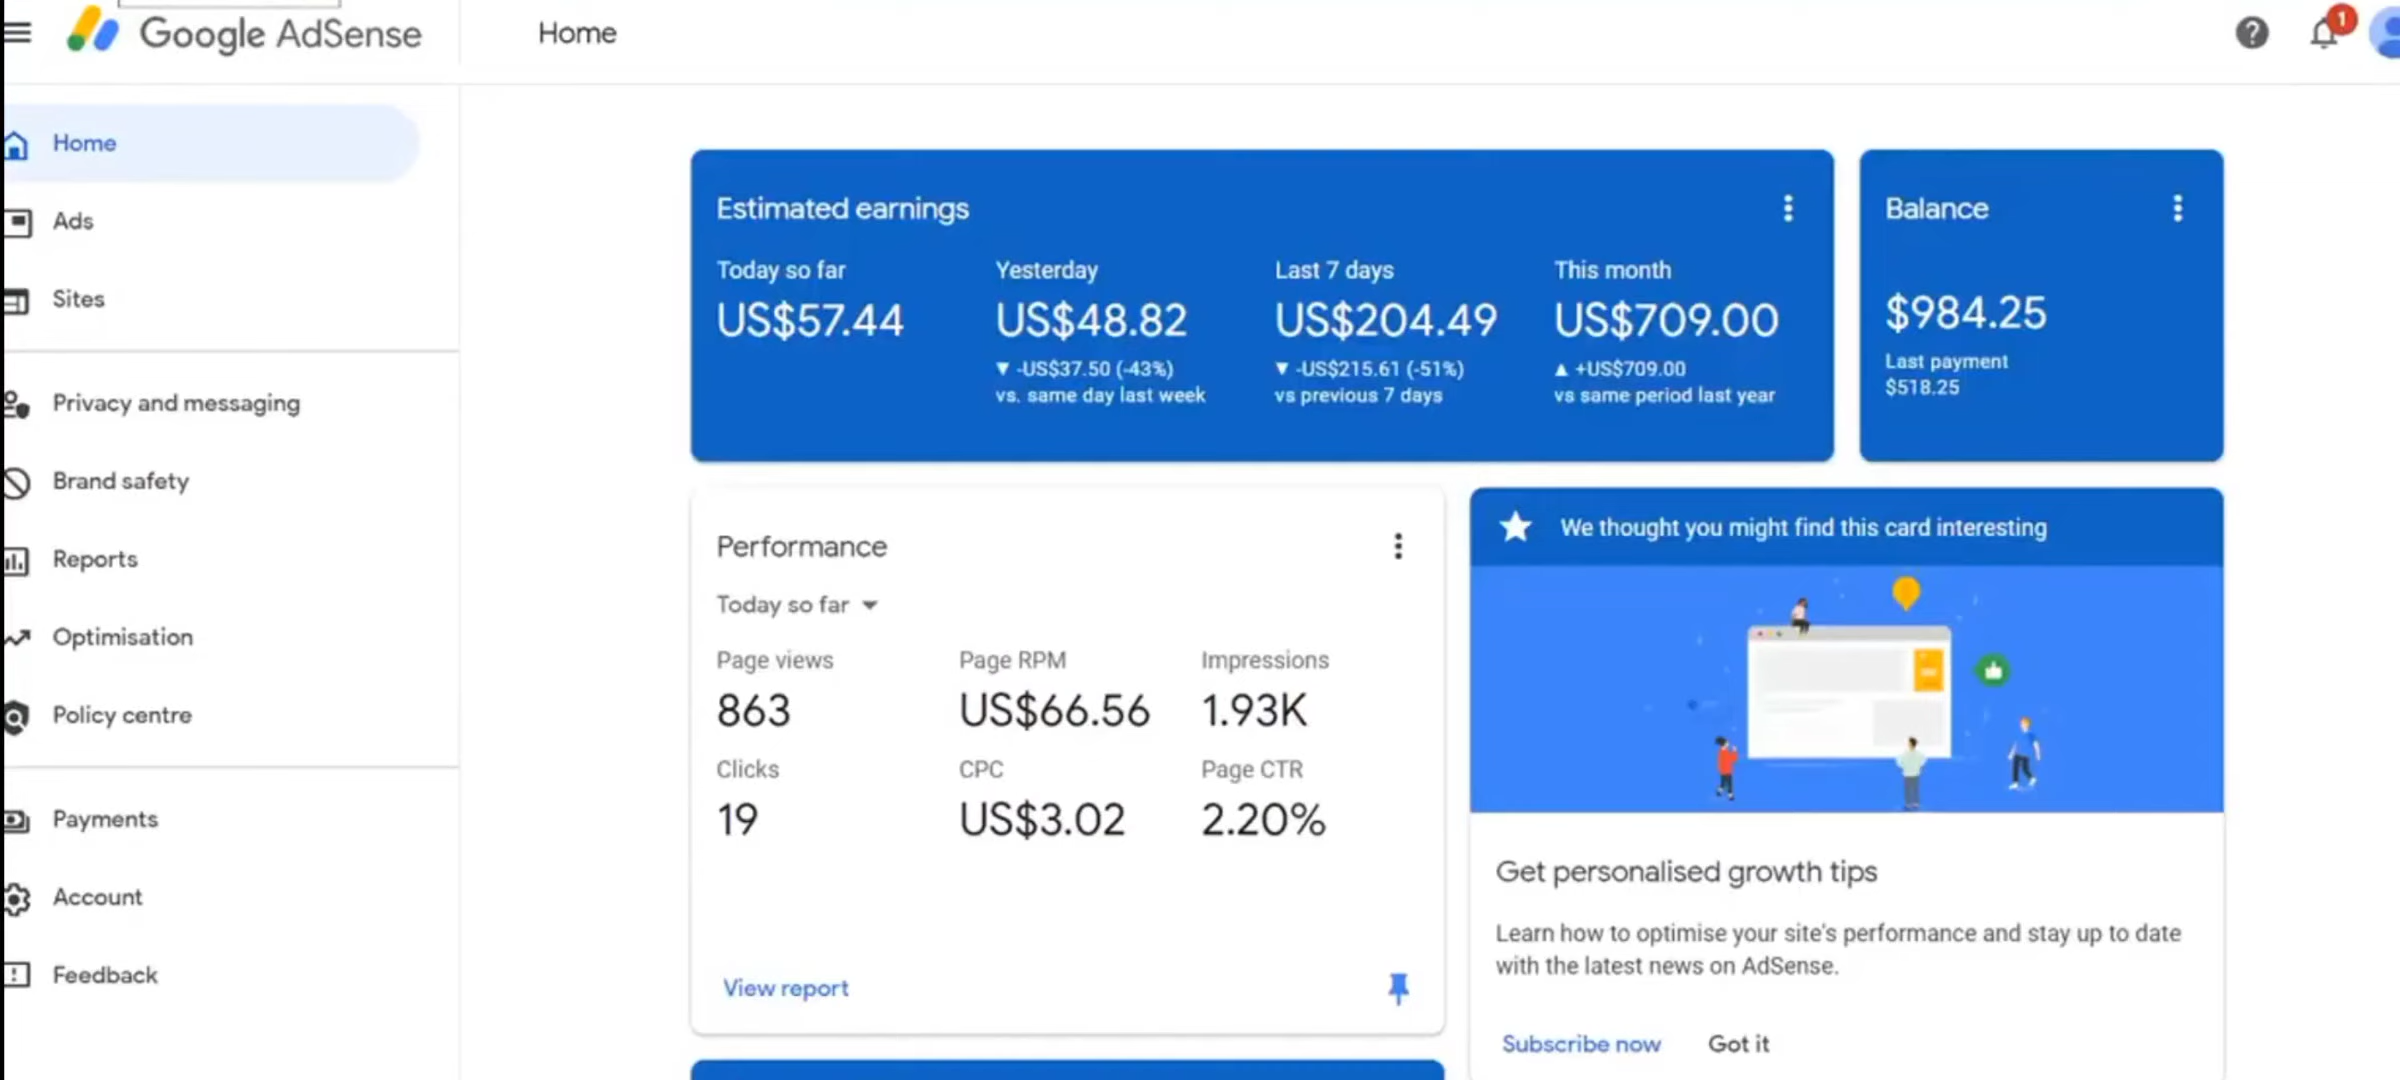 Google AdSense
Home
1
Home
Ads
Sites
Privacy and messaging
Brand safety
Reports
Optimisation
Policy centre
Payments
Account
Feedback
Estimated earnings
Today so far
US$57.44
Yesterday
US$48.82
▼ -US$37.50 (-43%)
vs. same day last week
Last 7 days
US$204.49
▼ -US$215.61 (-51%)
vs previous 7 days
This month
US$709.00
▲ +US$709.00
vs same period last year
Balance
$984.25
Last payment
$518.25
Performance
Today so far
Page views
863
Page RPM
US$66.56
Impressions
1.93K
Clicks
19
CPC
US$3.02
Page CTR
2.20%
View report
We thought you might find this card interesting
Get personalised growth tips
Learn how to optimise your site's performance and stay up to date
with the latest news on AdSense.
Subscribe now
Got it